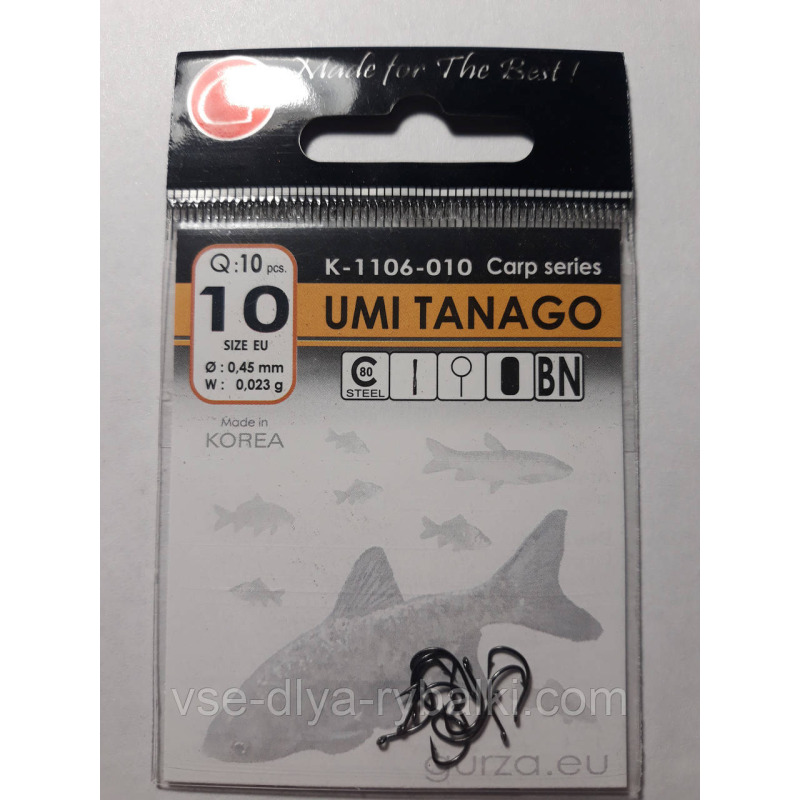 Made for The Best!
Q:10 pcs.
10
SIZE EU
Ø : 0,45 mm
W : 0,023 g
K-1106-010 Carp series
UMI TANAGO
C 80 STEEL
BN
Made in
KOREA
vse-dlya-rybalki.com
gurza.eu